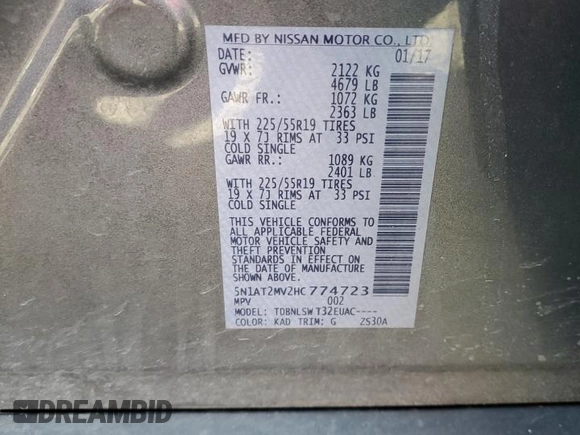 MFD BY NISSAN MOTOR CO., LTD
DATE: 01/17
GVWR: 2122 KG
4679 LB
GAWR FR.: 1072 KG
2363 LB
WITH 225/55R19 TIRES
19 X 7J RIMS AT 33 PSI
COLD SINGLE
GAWR RR.: 1089 KG
2401 LB
WITH 225/55R19 TIRES
19 X 7J RIMS AT 33 PSI
COLD SINGLE
THIS VEHICLE CONFORMS TO
ALL APPLICABLE FEDERAL
MOTOR VEHICLE SAFETY AND
THEFT PREVENTION
STANDARDS IN EFFECT ON
THE DATE OF MANUFACTURE
SHOWN ABOVE.
5N1AT2MV2HC774723
MPV 002
MODEL: TDBNLSW T32EUAC----
COLOR: KAD TRIM: G ZS30A
DREAMBID